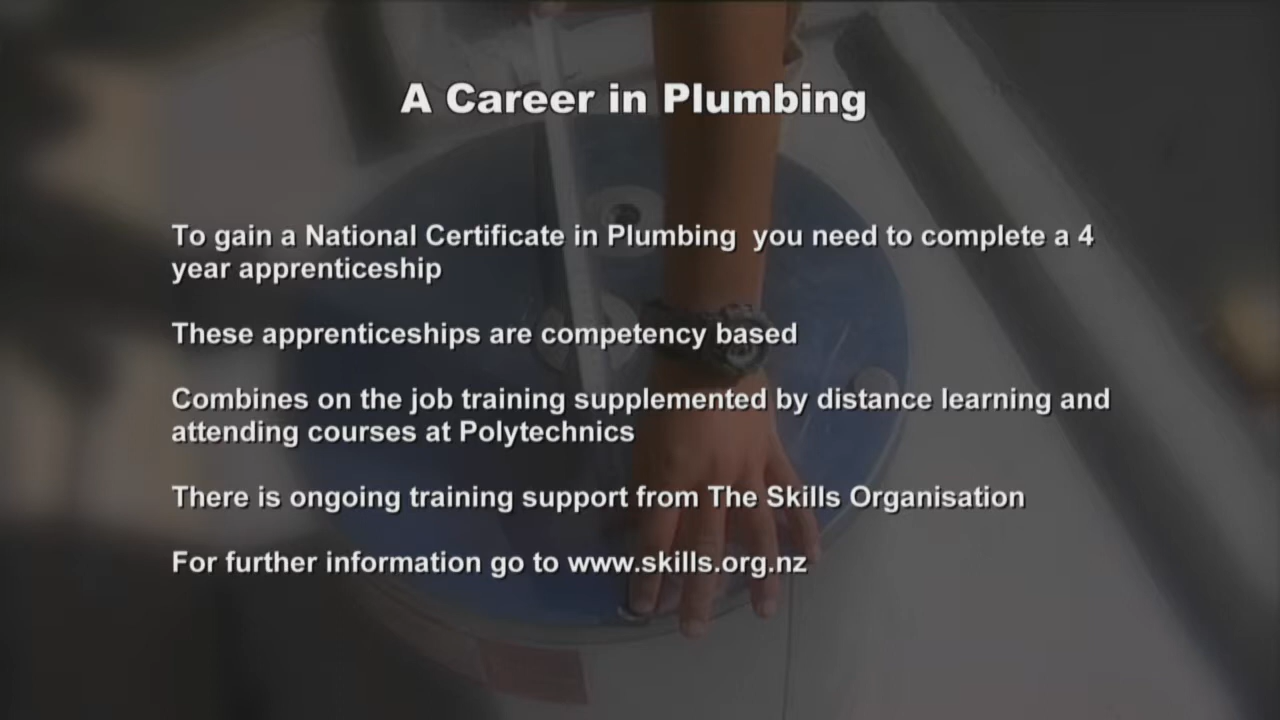 A Career in Plumbing
To gain a National Certificate in Plumbing  you need to complete a 4
year apprenticeship
These apprenticeships are competency based
Combines on the job training supplemented by distance learning and
attending courses at Polytechnics
There is ongoing training support from The Skills Organisation
For further information go to www.skills.org.nz